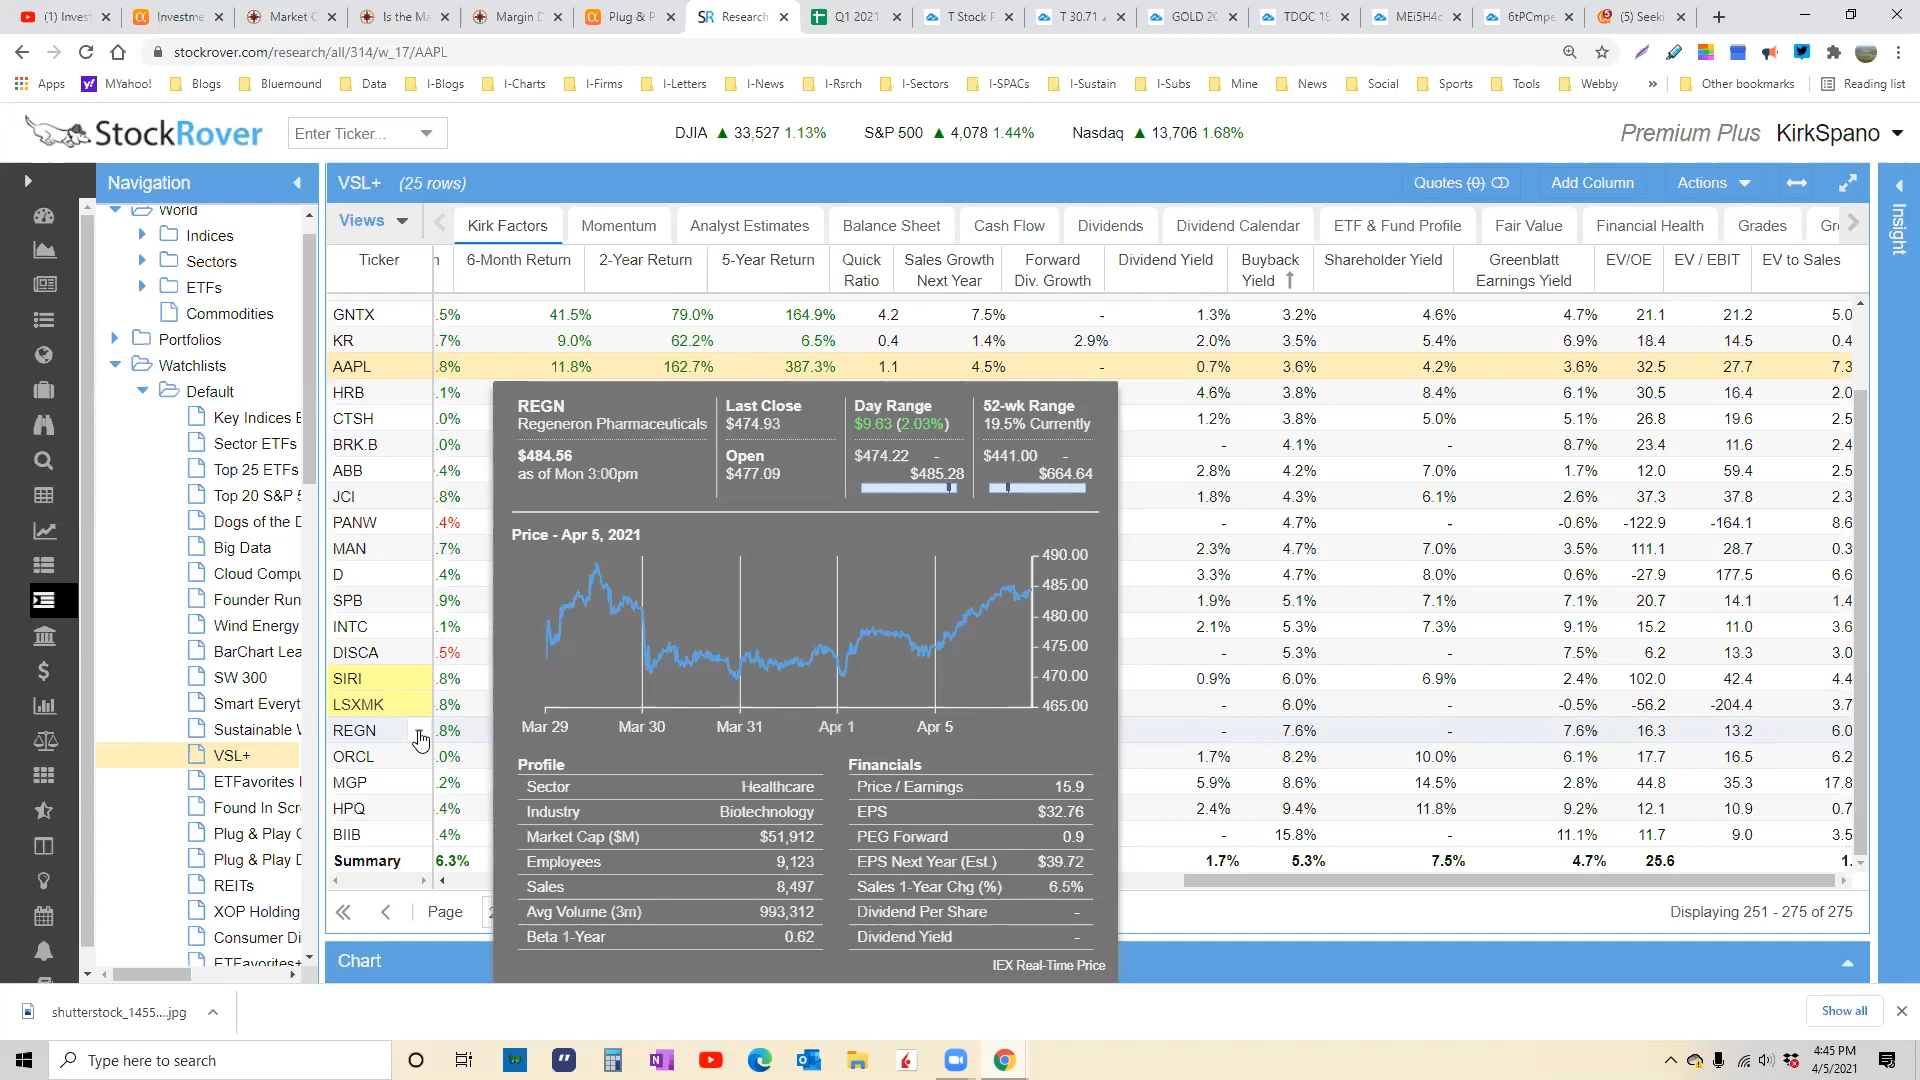 (1) Invest
Investme
Market C
Is the Ma
Margin D
Plug & P
SR Research
Q1 2021
T Stock F
T 30.71
GOLD 20
TDOC 19
MEi5H4c
6tPCmpe
(5) Seeki
stockrover.com/research/all/314/w_17/AAPL
Apps MYahoo! Blogs Bluemound Data I-Blogs I-Charts I-Firms I-Letters I-News I-Rsrch I-Sectors I-SPACs I-Sustain I-Subs Mine News Social Sports Tools Webby » Other bookmarks Reading list
StockRover
Enter Ticker...
DJIA ▲ 33,527 1.13% S&P 500 ▲ 4,078 1.44% Nasdaq ▲ 13,706 1.68%
Premium Plus KirkSpano
Navigation
World
Indices
Sectors
ETFs
Commodities
Portfolios
Watchlists
Default
Key Indices E
Sector ETFs
Top 25 ETFs
Top 20 S&P 5
Dogs of the D
Big Data
Cloud Compu
Founder Run
Wind Energy
BarChart Lea
SW 300
Smart Everyt
Sustainable V
VSL+
ETFavorites
Found In Scr
Plug & Play C
Plug & Play D
REITs
XOP Holding
Consumer Di
ETFavorites+
VSL+ (25 rows)
Quotes (0) Add Column Actions
Insight
Views
Kirk Factors Momentum Analyst Estimates Balance Sheet Cash Flow Dividends Dividend Calendar ETF & Fund Profile Fair Value Financial Health Grades Gr
Ticker 6-Month Return 2-Year Return 5-Year Return Quick Ratio Sales Growth Next Year Forward Div. Growth Dividend Yield Buyback Yield ↑ Shareholder Yield Greenblatt Earnings Yield EV/OE EV / EBIT EV to Sales
GNTX .5% 41.5% 79.0% 164.9% 4.2 7.5% - 1.3% 3.2% 4.6% 4.7% 21.1 21.2 5.0
KR .7% 9.0% 62.2% 6.5% 0.4 1.4% 2.9% 2.0% 3.5% 5.4% 6.9% 18.4 14.5 0.4
AAPL .8% 11.8% 162.7% 387.3% 1.1 4.5% - 0.7% 3.6% 4.2% 3.6% 32.5 27.7 7.3
HRB .1% 4.6% 3.8% 8.4% 6.1% 30.5 16.4 2.0
CTSH .0% 1.2% 3.8% 5.0% 5.1% 26.8 19.6 2.5
BRK.B .0% - 4.1% - 8.7% 23.4 11.6 2.4
ABB .4% 2.8% 4.2% 7.0% 1.7% 12.0 59.4 2.5
JCI .8% 1.8% 4.3% 6.1% 2.6% 37.3 37.8 2.3
PANW .4% - 4.7% - -0.6% -122.9 -164.1 8.6
MAN .7% 2.3% 4.7% 7.0% 3.5% 111.1 28.7 0.3
D .4% 3.3% 4.7% 8.0% 0.6% -27.9 177.5 6.6
SPB .9% 1.9% 5.1% 7.1% 7.1% 20.7 14.1 1.4
INTC .1% 2.1% 5.3% 7.3% 9.1% 15.2 11.0 3.6
DISCA .5% - 5.3% - 7.5% 6.2 13.3 3.0
SIRI .8% 0.9% 6.0% 6.9% 2.4% 102.0 42.4 4.4
LSXMK .8% - 6.0% - -0.5% -56.2 -204.4 3.7
REGN .8% - 7.6% - 7.6% 16.3 13.2 6.0
ORCL .0% 1.7% 8.2% 10.0% 6.1% 17.7 16.5 6.2
MGP .2% 5.9% 8.6% 14.5% 2.8% 44.8 35.3 17.8
HPQ .4% 2.4% 9.4% 11.8% 9.2% 12.1 10.9 0.7
BIIB .4% - 15.8% - 11.1% 11.7 9.0 3.5
Summary 6.3% 1.7% 5.3% 7.5% 4.7% 25.6 1.
Page 2
Displaying 251 - 275 of 275
Chart
REGN
Regeneron Pharmaceuticals
$484.56
as of Mon 3:00pm
Last Close
$474.93
Open
$477.09
Day Range
$9.63 (2.03%)
$474.22 -
$485.28
52-wk Range
19.5% Currently
$441.00 -
$664.64
Price - Apr 5, 2021
490.00
485.00
480.00
475.00
470.00
465.00
Mar 29 Mar 30 Mar 31 Apr 1 Apr 5
Profile
Sector Healthcare
Industry Biotechnology
Market Cap ($M) $51,912
Employees 9,123
Sales 8,497
Avg Volume (3m) 993,312
Beta 1-Year 0.62
Financials
Price / Earnings 15.9
EPS $32.76
PEG Forward 0.9
EPS Next Year (Est.) $39.72
Sales 1-Year Chg (%) 6.5%
Dividend Per Share -
Dividend Yield -
IEX Real-Time Price
shutterstock_1455....jpg
Show all
Type here to search
4:45 PM
4/5/2021